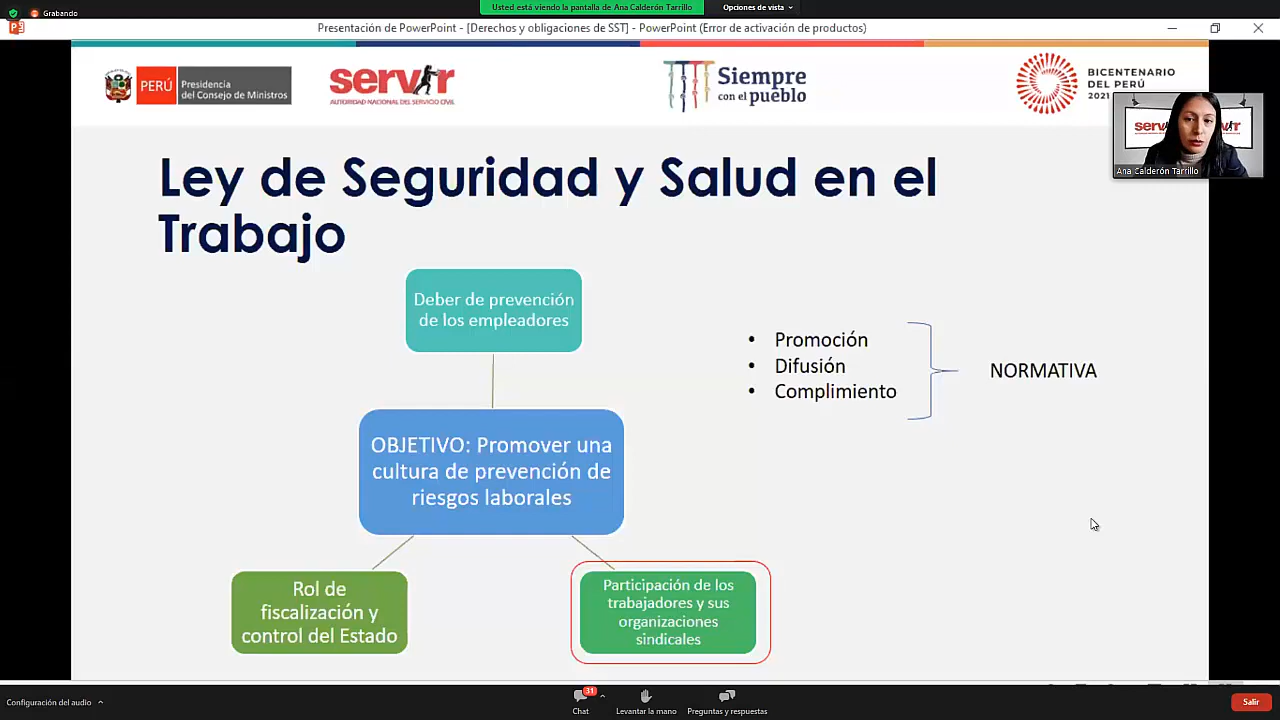 Usted está viendo la pantalla de Ana Calderón Tarrillo
Opciones de vista
Grabando
Presentación de PowerPoint - [Derechos y obligaciones de SST] - PowerPoint (Error de activación de productos)
PERÚ
Presidencia
del Consejo de Ministros
servir
AUTORIDAD NACIONAL DEL SERVICIO CIVIL
Siempre
con el pueblo
BICENTENARIO
DEL PERÚ
2021
Ana Calderón Tarrillo
Ley de Seguridad y Salud en el
Trabajo
Deber de prevención
de los empleadores
• Promoción
• Difusión
• Complimiento
NORMATIVA
OBJETIVO: Promover una
cultura de prevención de
riesgos laborales
Rol de
fiscalización y
control del Estado
Participación de los
trabajadores y sus
organizaciones
sindicales
Configuración del audio
31
Chat
Levantar la mano
Preguntas y respuestas
Salir